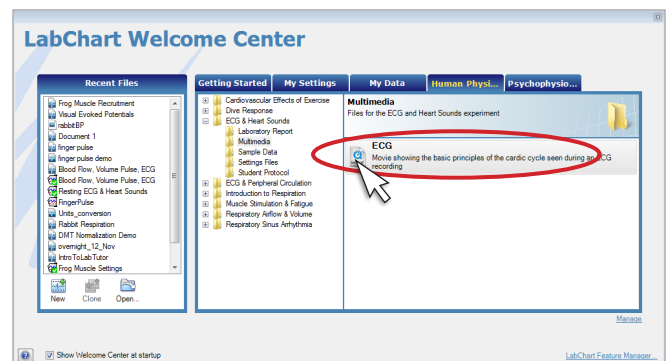 LabChart Welcome Center
Recent Files
Frog Muscle Recruitment
Visual Evoked Potentials
rabbitBP
Document 1
finger pulse
finger pulse demo
Blood Flow, Volume Pulse, ECG
Blood Flow, Volume Pulse, ECG
Resting ECG & Heart Sounds
FingerPulse
Units_conversion
Rabbit Respiration
DMT Normalization Demo
overnight_12_Nov
IntroToLabTutor
Frog Muscle Settings
New Clone Open...
Getting Started My Settings My Data Human Physi... Psychophysio...
Cardiovascular Effects of Exercise
Dive Response
ECG & Heart Sounds
Laboratory Report
Multimedia
Sample Data
Settings Files
Student Protocol
ECG & Peripheral Circulation
Introduction to Respiration
Muscle Stimulation & Fatigue
Respiratory Airflow & Volume
Respiratory Sinus Arrhythmia
Multimedia
Files for the ECG and Heart Sounds experiment
ECG
Movie showing the basic principles of the cardic cycle seen during an ECG
recording
Manage
Show Welcome Center at startup
LabChart Feature Manager...